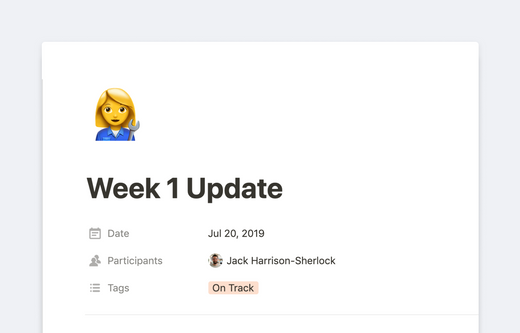 Week 1 Update
Date Jul 20, 2019
Participants Jack Harrison-Sherlock
Tags On Track